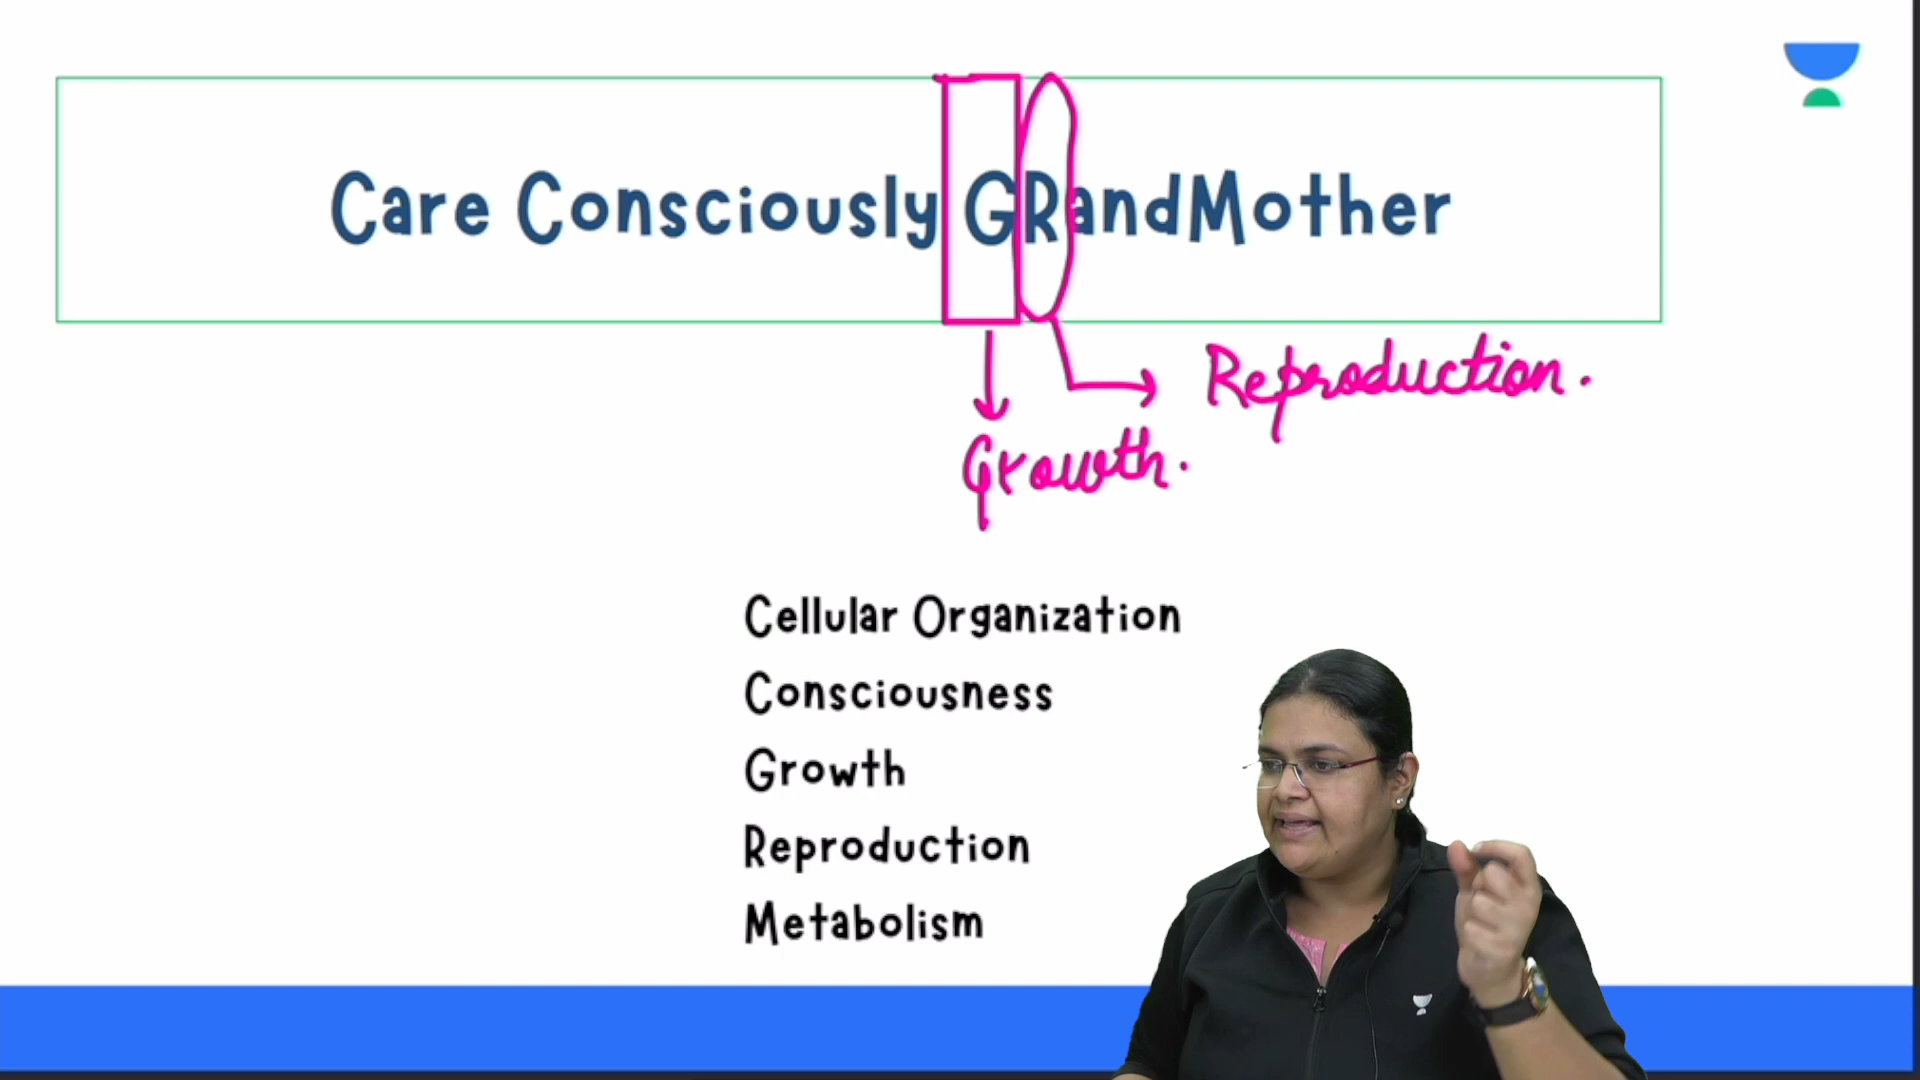 Care Consciously GRandMother
Reproduction.
Growth.
Cellular Organization
Consciousness
Growth
Reproduction
Metabolism